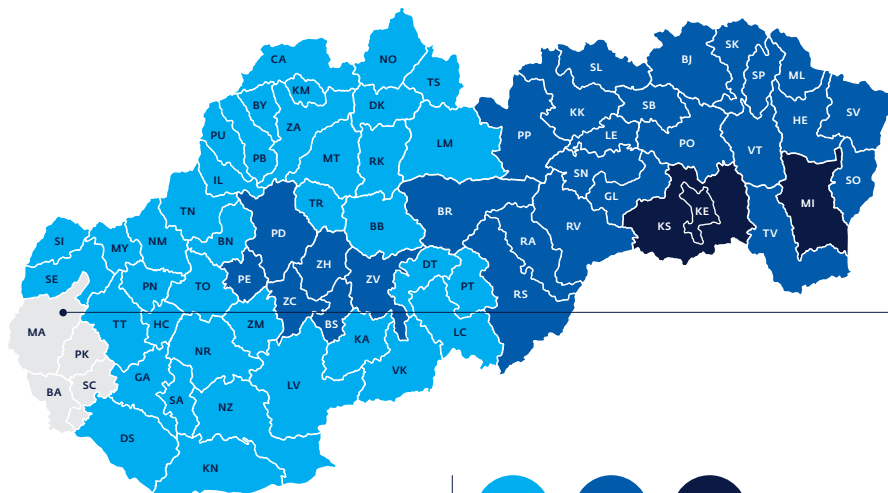 CA
NO
KM
TS
BY
DK
PU
ZA
PB
MT
RK
LM
IL
TN
TR
BB
SI
MY
NM
BN
PD
SE
PN
TO
PE
ZH
ZV
DT
PT
MA
TT
HC
ZM
ZC
BS
KA
LC
PK
NR
BA
SC
GA
SA
NZ
LV
VK
DS
KN
SL
BJ
SK
SP
ML
PP
KK
SB
HE
SV
LE
PO
VT
SN
GL
SO
BR
RA
RV
KS
KE
MI
TV
RS